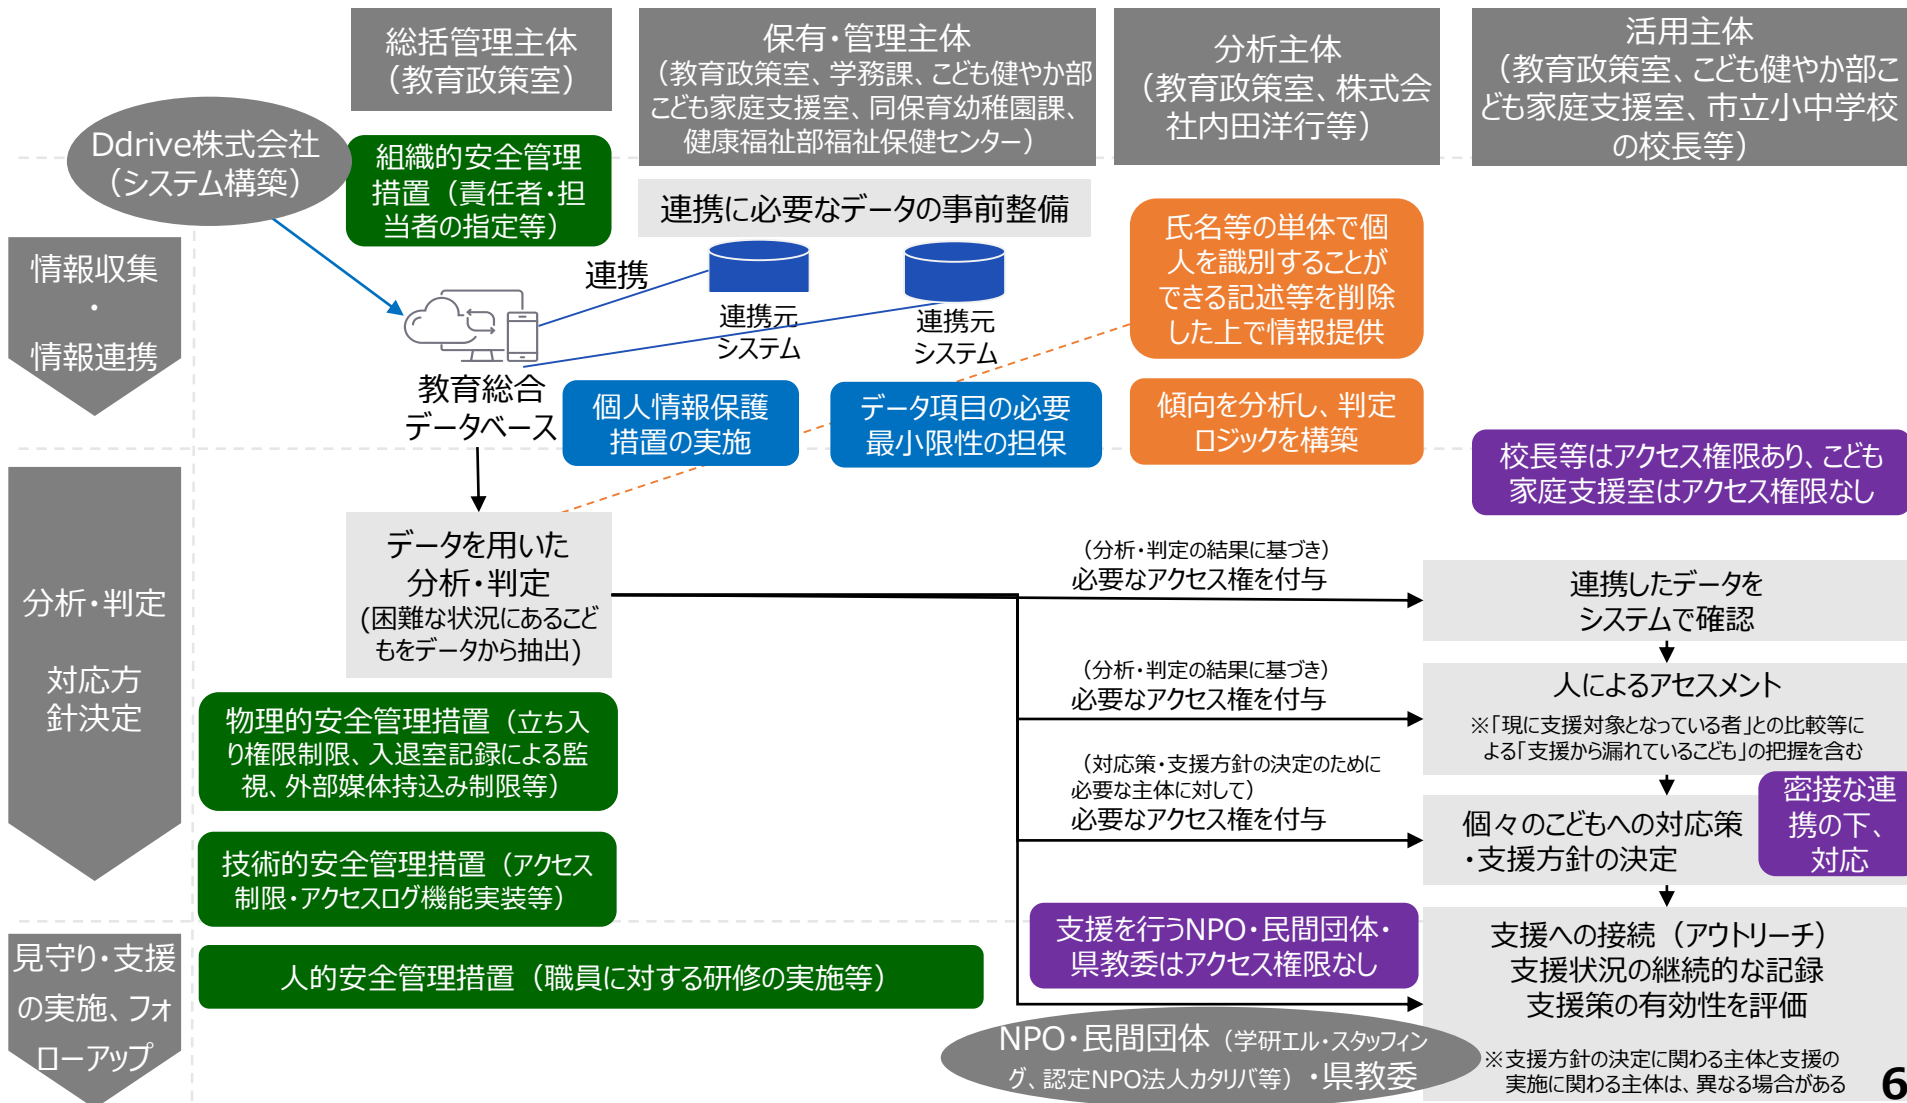 総括管理主体
（教育政策室）
保有・管理主体
（教育政策室、学務課、こども健やか部
こども家庭支援室、同保育幼稚園課、
健康福祉部福祉保健センター）
分析主体
（教育政策室、株式会
社内田洋行等）
活用主体
（教育政策室、こども健やか部こ
ども家庭支援室、市立小中学校
の校長等）
Ddrive株式会社
（システム構築）
組織的安全管理
措置（責任者・担
当者の指定等）
連携に必要なデータの事前整備
情報収集
・
情報連携
連携
連携元
システム
連携元
システム
氏名等の単体で個
人を識別することが
できる記述等を削除
した上で情報提供
教育総合
データベース
個人情報保護
措置の実施
データ項目の必要
最小限性の担保
傾向を分析し、判定
ロジックを構築
校長等はアクセス権限あり、こども
家庭支援室はアクセス権限なし
分析・判定
対応方
針決定
データを用いた
分析・判定
(困難な状況にあるこど
もをデータから抽出)
（分析・判定の結果に基づき）
必要なアクセス権を付与
連携したデータを
システムで確認
（分析・判定の結果に基づき）
必要なアクセス権を付与
人によるアセスメント
※「現に支援対象となっている者」との比較等に
よる「支援から漏れているこども」の把握を含む
物理的安全管理措置（立ち入
り権限制限、入退室記録による監
視、外部媒体持込み制限等）
（対応策・支援方針の決定のために
必要な主体に対して）
必要なアクセス権を付与
個々のこどもへの対応策
・支援方針の決定
密接な連
携の下、
対応
技術的安全管理措置（アクセス
制限・アクセスログ機能実装等）
見守り・支援
の実施、フォ
ローアップ
人的安全管理措置（職員に対する研修の実施等）
支援を行うNPO・民間団体・
県教委はアクセス権限なし
支援への接続（アウトリーチ）
支援状況の継続的な記録
支援策の有効性を評価
※支援方針の決定に関わる主体と支援の
実施に関わる主体は、異なる場合がある
NPO・民間団体（学研エル・スタッフィン
グ、認定NPO法人カタリバ等）・県教委
6